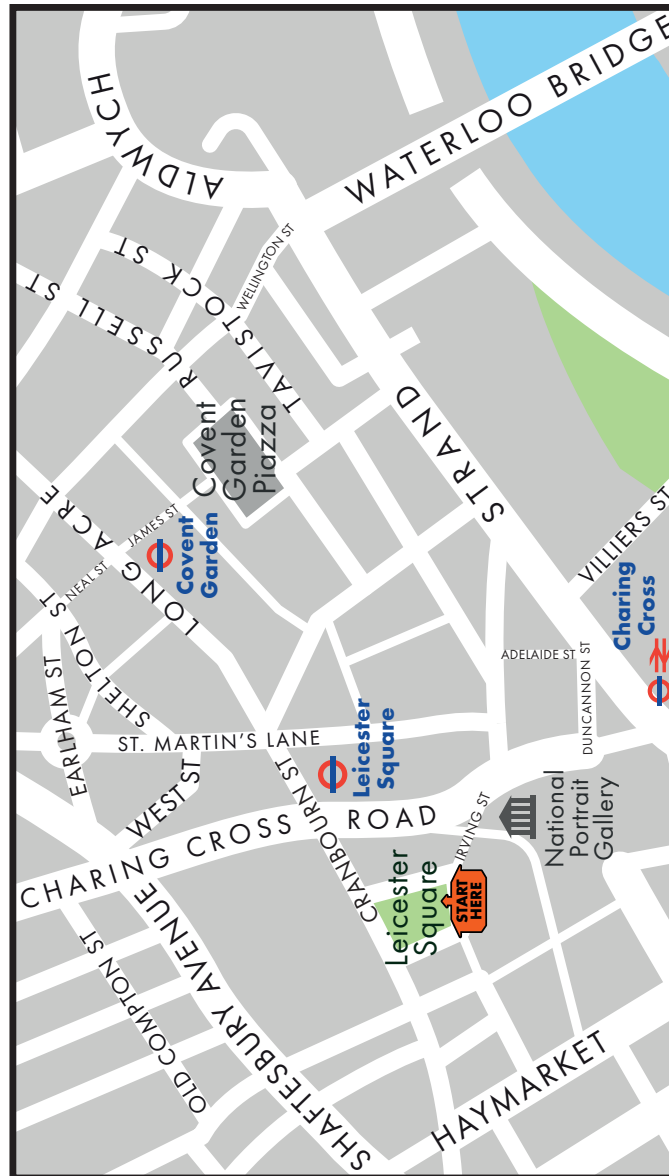 ALDWYCH
WATERLOO BRIDGE
RUSSELL ST
TAVISTOCK ST
WELLINGTON ST
Covent
Garden
Piazza
STRAND
LONG ACRE
JAMES ST
NEAL ST
Covent
Garden
SHELTON ST
EARLHAM ST
VILLIERS ST
Charing
Cross
ADELAIDE ST
DUNCANNON ST
ST. MARTIN'S LANE
WEST ST
Leicester
Square
CRANBOURN ST
CHARING CROSS ROAD
IRVING ST
National
Portrait
Gallery
Leicester
Square
START
HERE
OLD COMPTON ST
SHAFTESBURY AVENUE
HAYMARKET